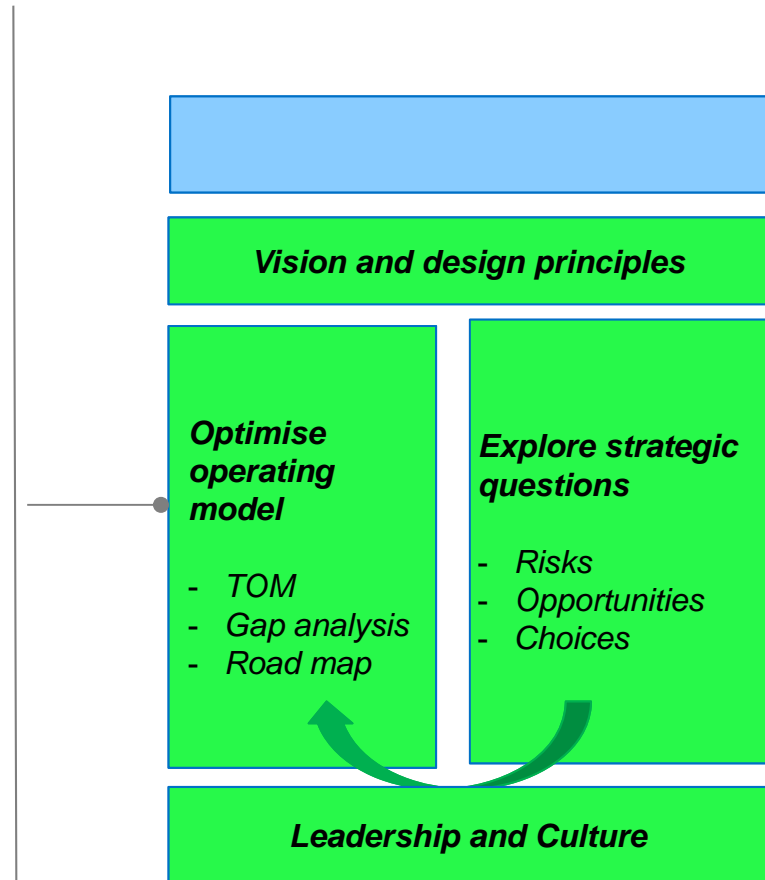 Vision and design principles
Optimise
operating
model
- TOM
- Gap analysis
- Road map
Explore strategic
questions
- Risks
- Opportunities
- Choices
Leadership and Culture